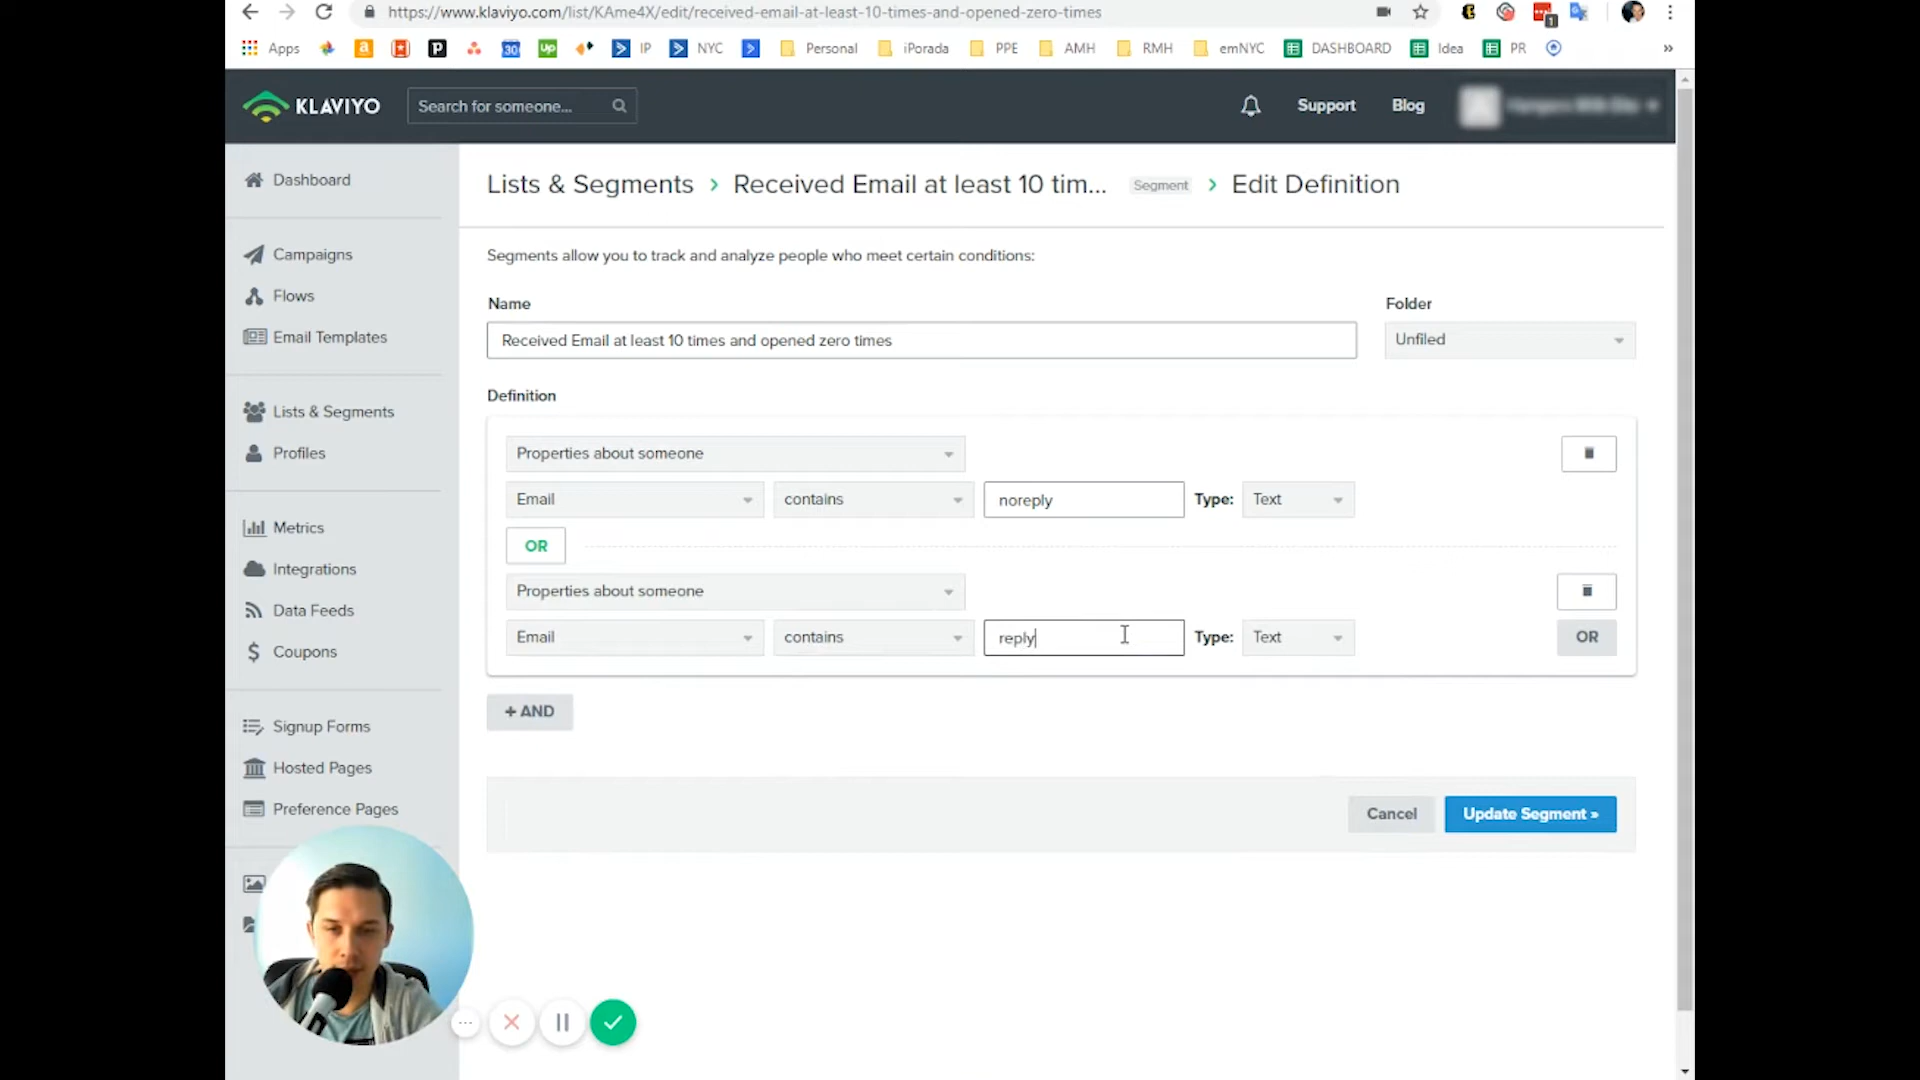 https://www.klaviyo.com/list/KAme4X/edit/received-email-at-least-10-times-and-opened-zero-times
Apps 30 up IP NYC Personal iPorada PPE AMH RMH emNYC DASHBOARD Idea PR »
KLAVIYO Search for someone... Support Blog
Dashboard
Campaigns
Flows
Email Templates
Lists & Segments
Profiles
Metrics
Integrations
Data Feeds
Coupons
Signup Forms
Hosted Pages
Preference Pages
Lists & Segments › Received Email at least 10 tim... Segment › Edit Definition
Segments allow you to track and analyze people who meet certain conditions:
Name Folder
Received Email at least 10 times and opened zero times Unfiled
Definition
Properties about someone
Email contains noreply Type: Text
OR
Properties about someone
Email contains reply Type: Text OR
+ AND
Cancel Update Segment »